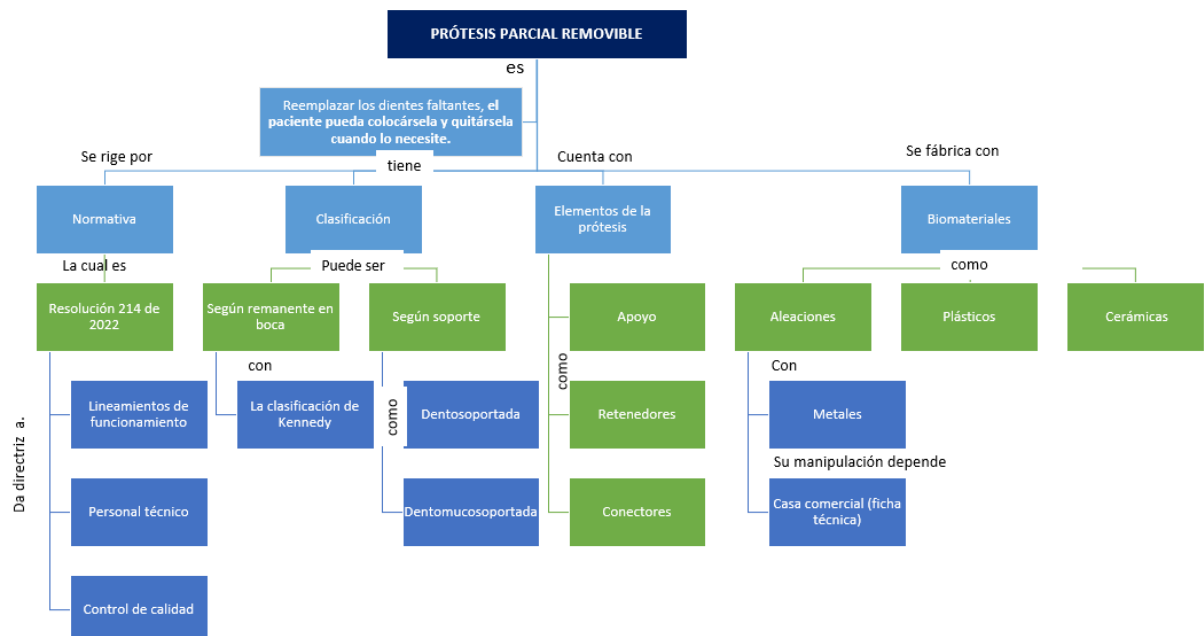 PRÓTESIS PARCIAL REMOVIBLE
es
Reemplazar los dientes faltantes, el
paciente pueda colocársela y quitársela
cuando lo necesite.
Se rige por
tiene
Cuenta con
Se fábrica con
Normativa
Clasificación
Elementos de la
prótesis
Biomateriales
La cual es
Puede ser
como
Resolución 214 de
2022
Según remanente en
boca
Según soporte
Apoyo
Aleaciones
Plásticos
Cerámicas
con
como
como
Con
Da directriz a.
Lineamientos de
funcionamiento
La clasificación de
Kennedy
Dentosoportada
Retenedores
Metales
Su manipulación depende
Personal técnico
Dentomucosoportada
Conectores
Casa comercial (ficha
técnica)
Control de calidad